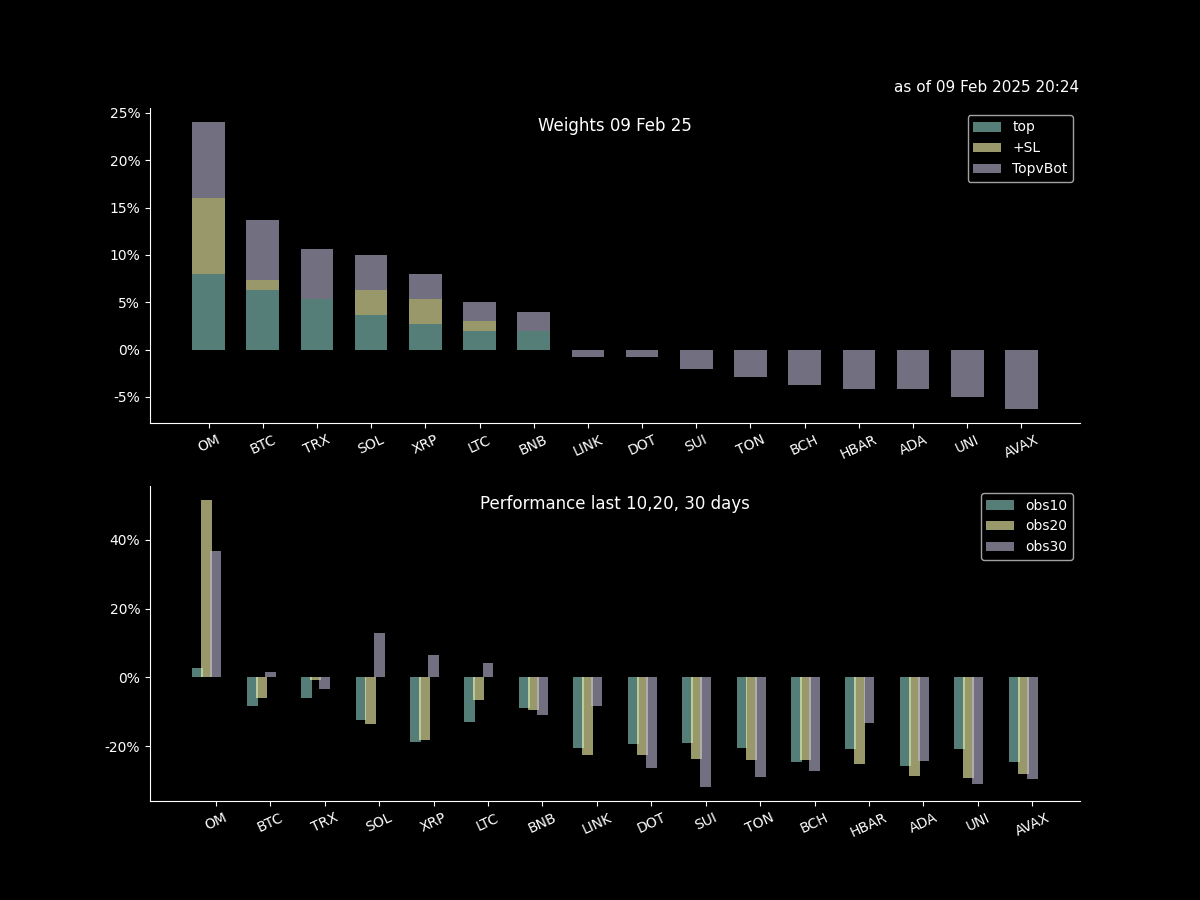 as of 09 Feb 2025 20:24
Weights 09 Feb 25
top
+SL
TopvBot
25%
20%
15%
10%
5%
0%
-5%
OM BTC TRX SOL XRP LTC BNB LINK DOT SUI TON BCH HBAR ADA UNI AVAX
Performance last 10,20, 30 days
obs10
obs20
obs30
40%
20%
0%
-20%
OM BTC TRX SOL XRP LTC BNB LINK DOT SUI TON BCH HBAR ADA UNI AVAX